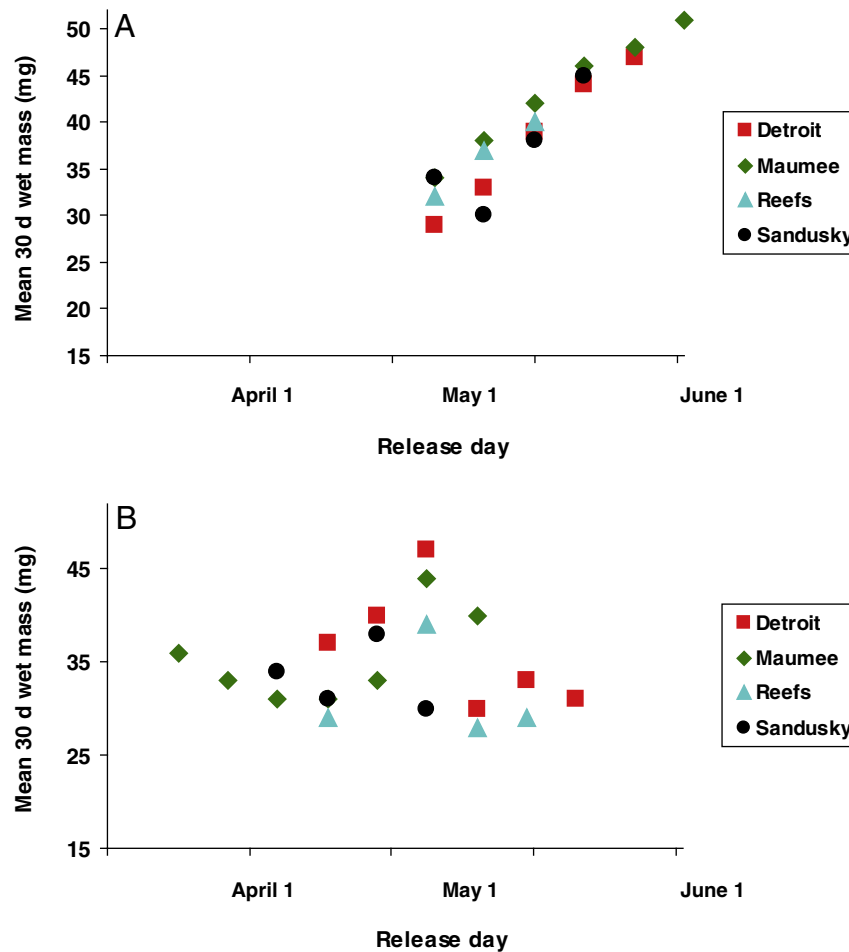 A
Mean 30 d wet mass (mg)
50
45
40
35
30
25
20
15
April 1 May 1 June 1
Release day
Detroit
Maumee
Reefs
Sandusky
B
Mean 30 d wet mass (mg)
45
35
25
15
April 1 May 1 June 1
Release day
Detroit
Maumee
Reefs
Sandusky